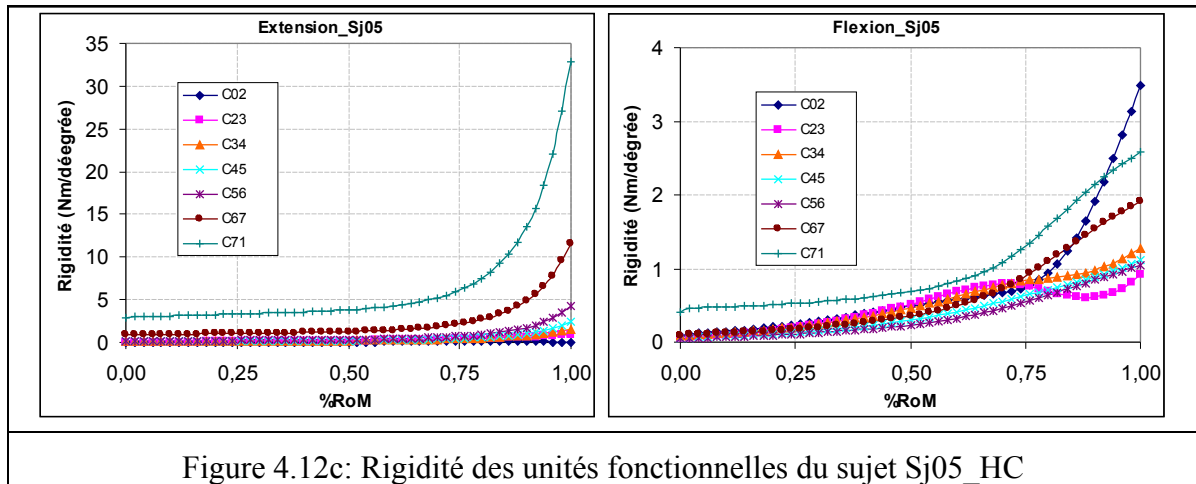 Extension_Sj05
Rigidité (Nm/déegrée)
35
30
25
20
15
10
5
0
C02
C23
C34
C45
C56
C67
C71
0,00 0,25 0,50 0,75 1,00
%RoM
Flexion_Sj05
Rigidité (Nm/dégrée)
4
3
2
1
0
C02
C23
C34
C45
C56
C67
C71
0,00 0,25 0,50 0,75 1,00
%RoM
Figure 4.12c: Rigidité des unités fonctionnelles du sujet Sj05_HC